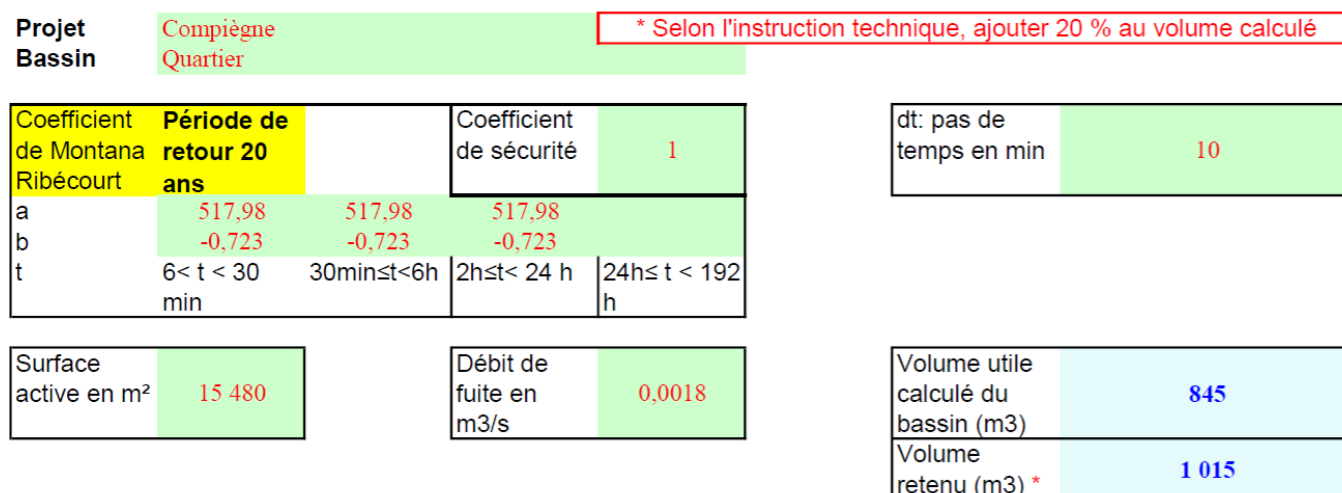 Projet Compiègne * Selon l'instruction technique, ajouter 20 % au volume calculé
Bassin Quartier
Coefficient Période de Coefficient dt: pas de
de Montana retour 20 de sécurité 1 temps en min 10
Ribécourt ans
a 517,98 517,98 517,98
b -0,723 -0,723 -0,723
t 6< t < 30 30min≤t<6h 2h≤t< 24 h 24h≤ t < 192
min h
Surface Débit de Volume utile
active en m² 15 480 fuite en 0,0018 calculé du 845
m3/s bassin (m3)
Volume
retenu (m3) * 1 015